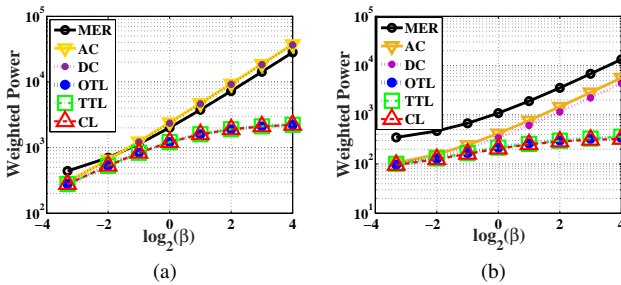 10^5
10^4
10^3
10^2
Weighted Power
MER
AC
DC
OTL
TTL
CL
−4 −2 0 2 4
log_2(β)
(a)
10^5
10^4
10^3
10^2
10^1
Weighted Power
MER
AC
DC
OTL
TTL
CL
−4 −2 0 2 4
log_2(β)
(b)